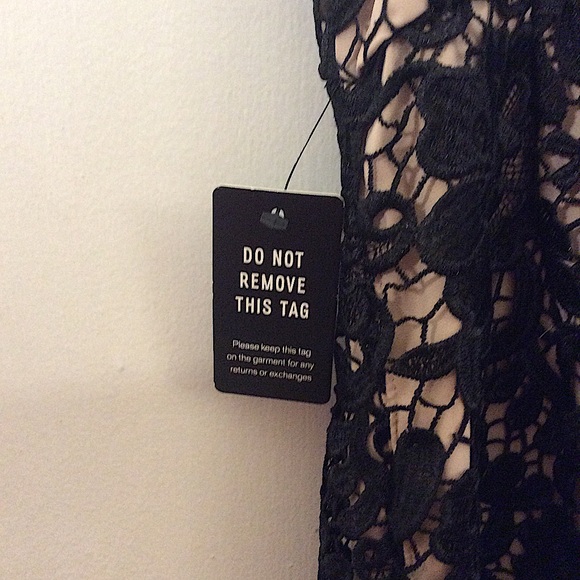 DO NOT
REMOVE
THIS TAG
Please keep this tag
on the garment for any
returns or exchanges